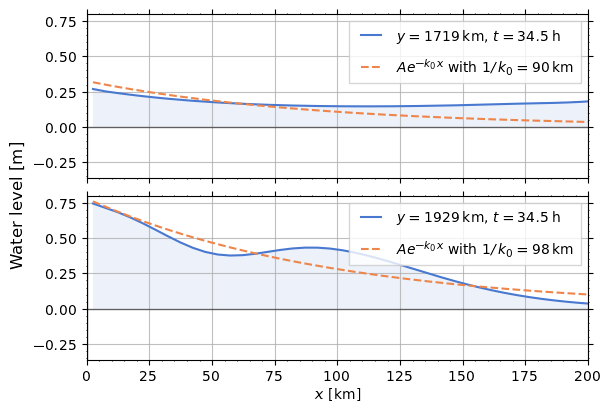 0.75
0.50
0.25
0.00
−0.25
y = 1719 km, t = 34.5 h
Ae^{−k₀x} with 1/k₀ = 90 km
Water level [m]
0.75
0.50
0.25
0.00
−0.25
y = 1929 km, t = 34.5 h
Ae^{−k₀x} with 1/k₀ = 98 km
0 25 50 75 100 125 150 175 200
x [km]